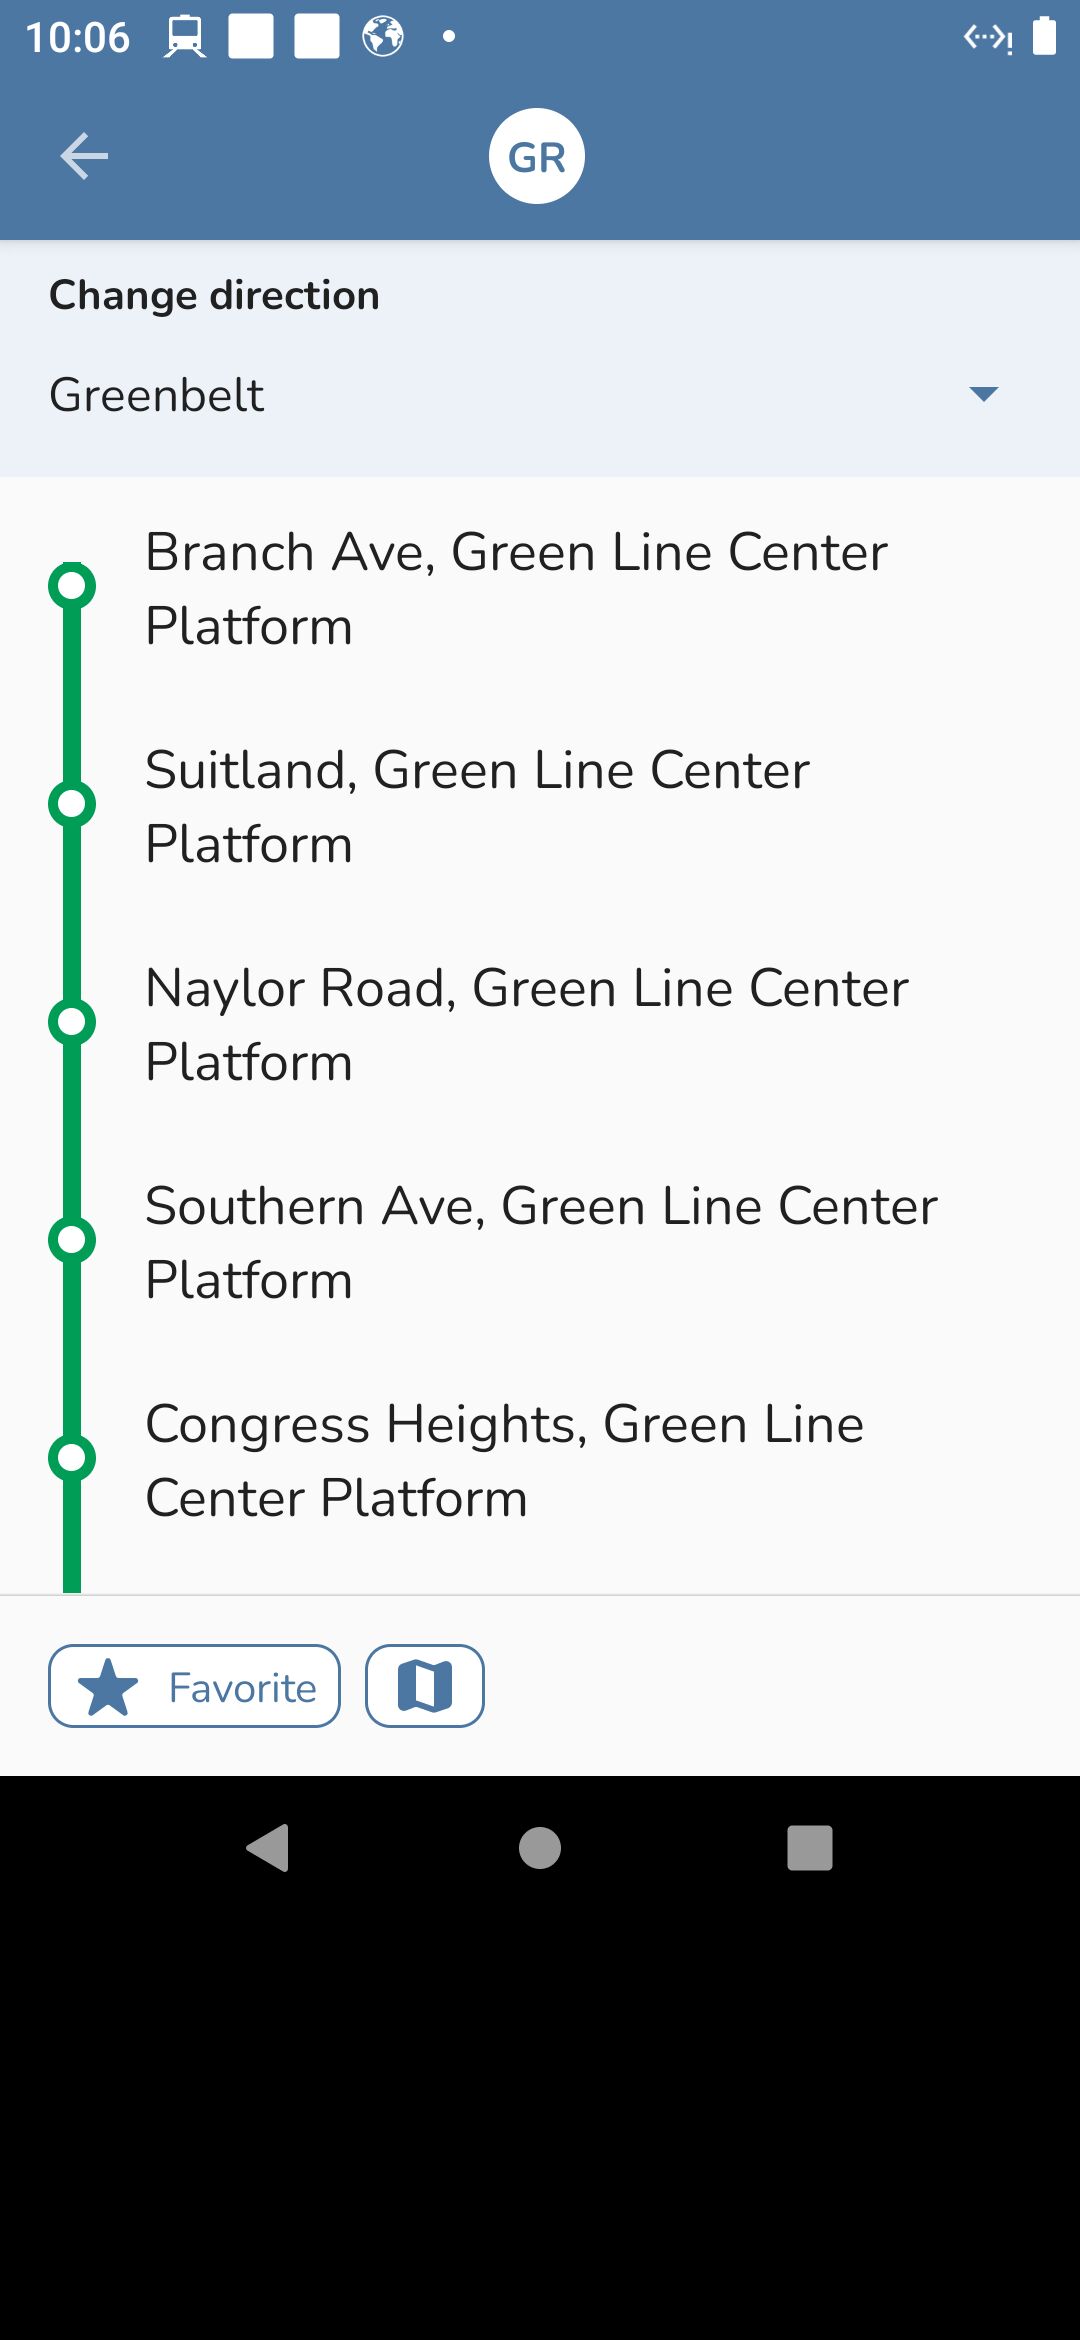 10:06
GR
Change direction
Greenbelt
Branch Ave, Green Line Center
Platform
Suitland, Green Line Center
Platform
Naylor Road, Green Line Center
Platform
Southern Ave, Green Line Center
Platform
Congress Heights, Green Line
Center Platform
Favorite